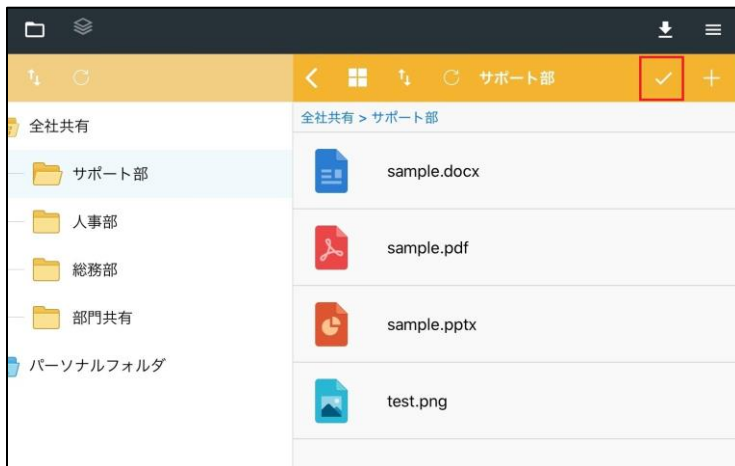 サポート部
全社共有
サポート部
人事部
総務部
部門共有
パーソナルフォルダ
全社共有 > サポート部
sample.docx
sample.pdf
sample.pptx
test.png